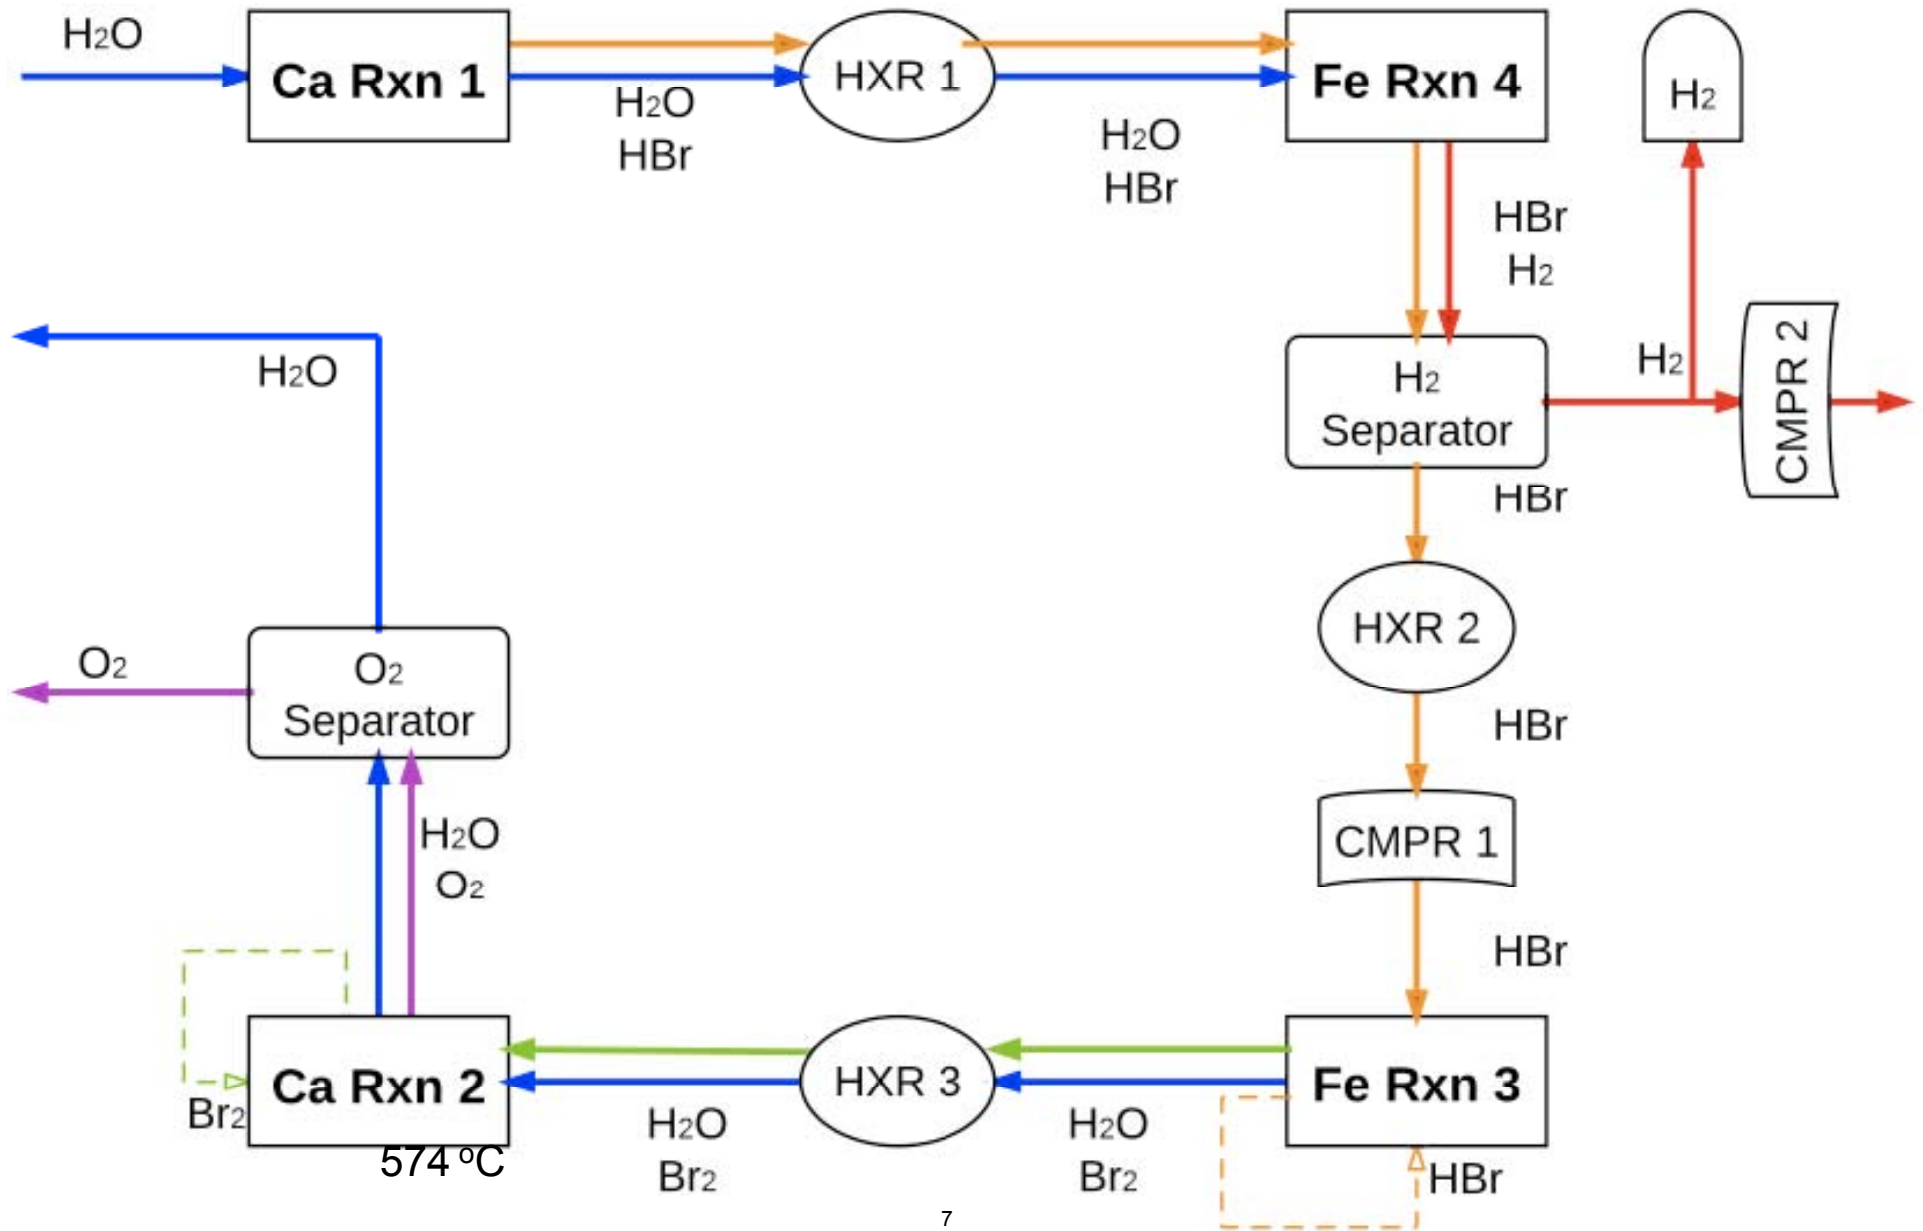 H2O
Ca Rxn 1
H2O
HBr
HXR 1
H2O
HBr
Fe Rxn 4
H2
HBr
H2
H2O
H2
Separator
H2
CMPR 2
HBr
HXR 2
O2
O2
Separator
HBr
H2O
O2
CMPR 1
HBr
Br2
Ca Rxn 2
574 ºC
H2O
Br2
HXR 3
H2O
Br2
Fe Rxn 3
HBr
7